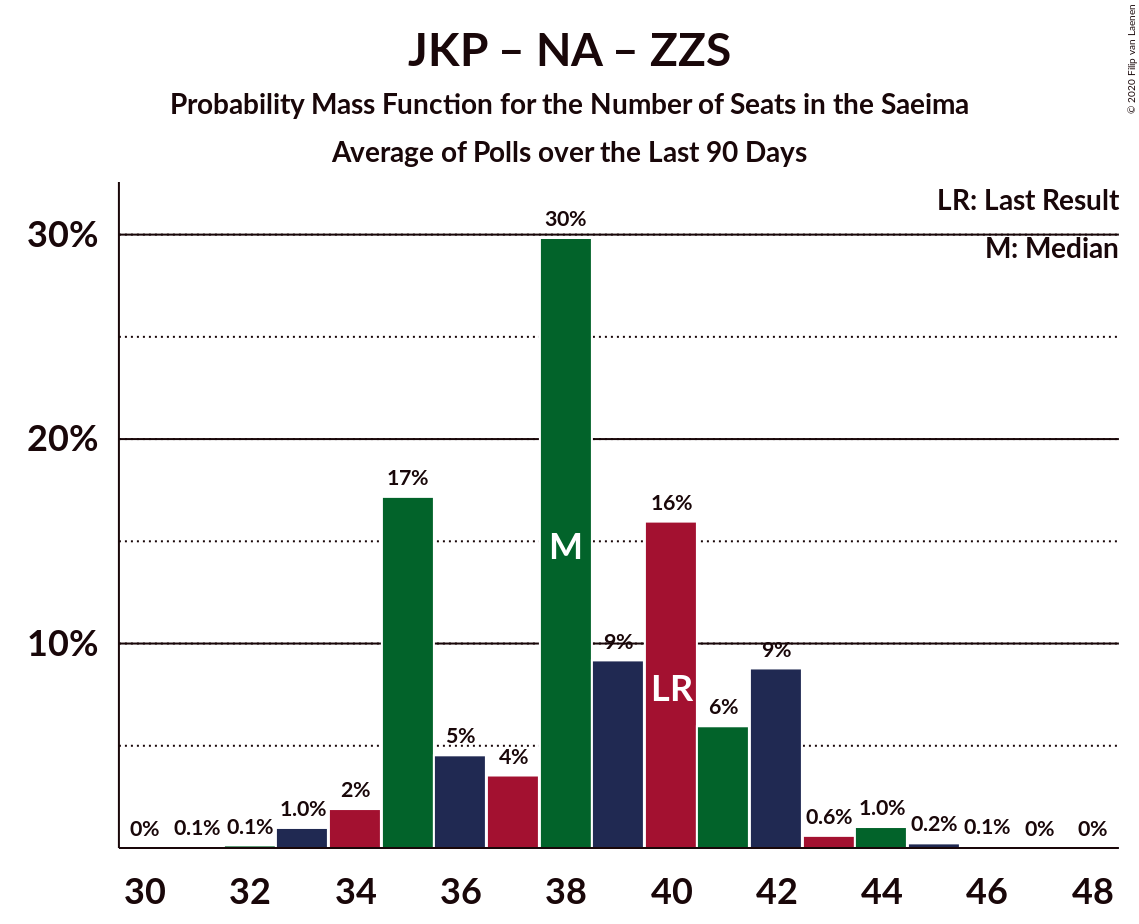 JKP – NA – ZZS
Probability Mass Function for the Number of Seats in the Saeima
Average of Polls over the Last 90 Days
© 2020 Filip van Laenen
LR: Last Result
M: Median
30%
20%
10%
0%
0.1%
0.1%
1.0%
2%
17%
5%
4%
30%
9%
16%
6%
9%
0.6%
1.0%
0.2%
0.1%
0%
0%
M
LR
30 32 34 36 38 40 42 44 46 48